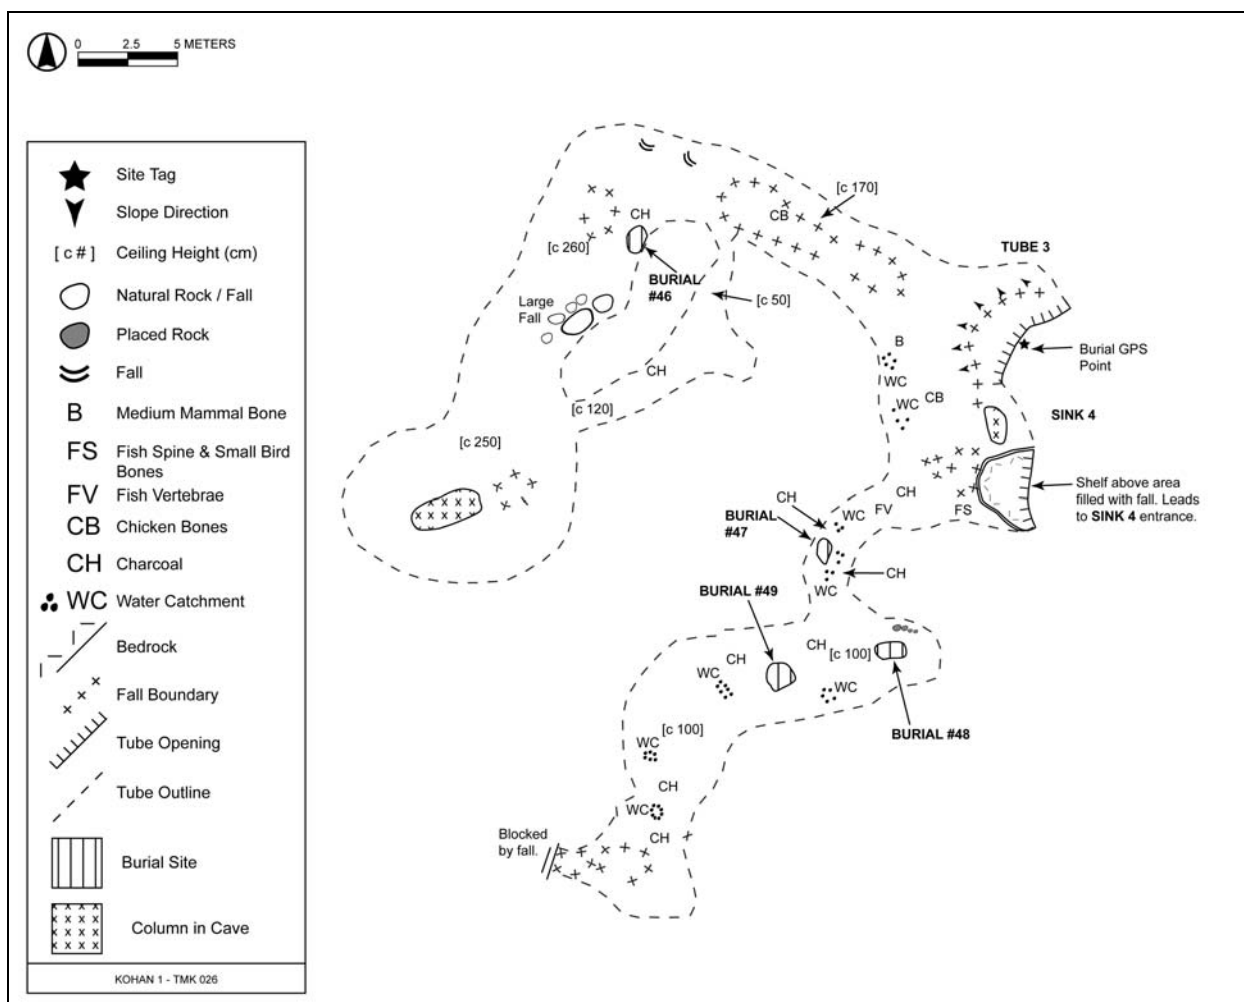 0 2.5 5 METERS
Site Tag
Slope Direction
[ c # ] Ceiling Height (cm)
Natural Rock / Fall
Placed Rock
Fall
B Medium Mammal Bone
FS Fish Spine & Small Bird
Bones
FV Fish Vertebrae
CB Chicken Bones
CH Charcoal
WC Water Catchment
Bedrock
Fall Boundary
Tube Opening
Tube Outline
Burial Site
Column in Cave
KOHAN 1 - TMK 026
[c 170]
CB
CH
[c 260]
TUBE 3
BURIAL
#46
[c 50]
Large
Fall
B
Burial GPS
Point
CH
WC
WC
CB
[c 120]
SINK 4
[c 250]
CH
CH
FV
FS
Shelf above area
filled with fall. Leads
to SINK 4 entrance.
WC
BURIAL
#47
CH
WC
BURIAL #49
CH
[c 100]
CH
WC
WC
[c 100]
BURIAL #48
WC
CH
WC
CH
Blocked
by fall.